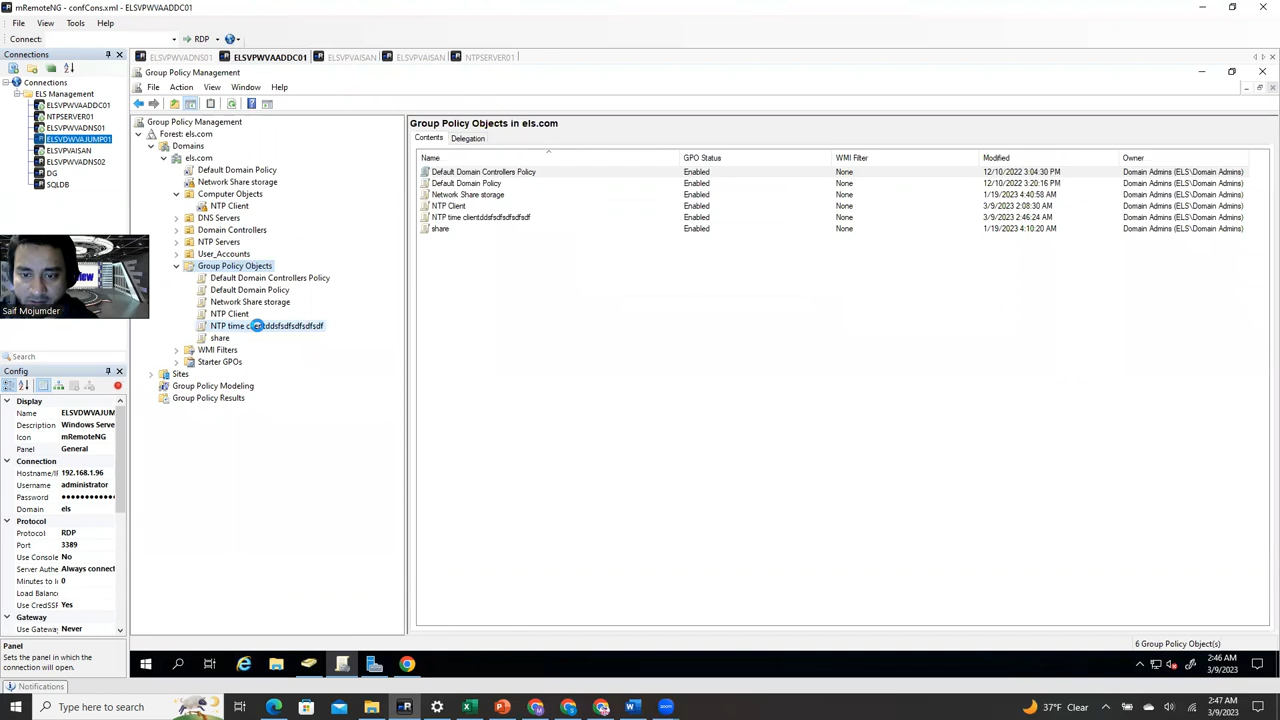 mRemoteNG - confCons.xml - ELSVPWVAADDC01
File View Tools Help
Connect: RDP
Connections
Connections
ELS Management
ELSVPWVAADDC01
NTPSERVER01
ELSVPWVADNS01
ELSVDWVAJUMP01
ELSVPVAISAN
ELSVPWVADNS02
DG
SQLDB
Saif Mojumder
Search
Config
Display
Name ELSVDWVAJUM
Description Windows Serve
Icon mRemoteNG
Panel General
Connection
Hostname/I 192.168.1.96
Username administrator
Password
Domain els
Protocol
Protocol RDP
Port 3389
Use Console No
Server Authe Always connect
Minutes to I 0
Load Balanc
Use CredSSP Yes
Gateway
Use Gatewa Never
Panel
Sets the panel in which the
connection will open.
Notifications
ELSVPWVADNS01 ELSVPWVAADDC01 ELSVPVAISAN ELSVPVAISAN NTPSERVER01
Group Policy Management
File Action View Window Help
Group Policy Management
Forest: els.com
Domains
els.com
Default Domain Policy
Network Share storage
Computer Objects
NTP Client
DNS Servers
Domain Controllers
NTP Servers
User_Accounts
Group Policy Objects
Default Domain Controllers Policy
Default Domain Policy
Network Share storage
NTP Client
NTP time clientddsfsdfsdfsdfsdf
share
WMI Filters
Starter GPOs
Sites
Group Policy Modeling
Group Policy Results
Group Policy Objects in els.com
Contents Delegation
Name GPO Status WMI Filter Modified Owner
Default Domain Controllers Policy Enabled None 12/10/2022 3:04:30 PM Domain Admins (ELS\Domain Admins)
Default Domain Policy Enabled None 12/10/2022 3:20:16 PM Domain Admins (ELS\Domain Admins)
Network Share storage Enabled None 1/19/2023 4:40:58 AM Domain Admins (ELS\Domain Admins)
NTP Client Enabled None 3/9/2023 2:08:30 AM Domain Admins (ELS\Domain Admins)
NTP time clientddsfsdfsdfsdfsdf Enabled None 3/9/2023 2:46:24 AM Domain Admins (ELS\Domain Admins)
share Enabled None 1/19/2023 4:10:20 AM Domain Admins (ELS\Domain Admins)
6 Group Policy Object(s)
2:46 AM
3/9/2023
Type here to search
37°F Clear
2:47 AM
3/9/2023